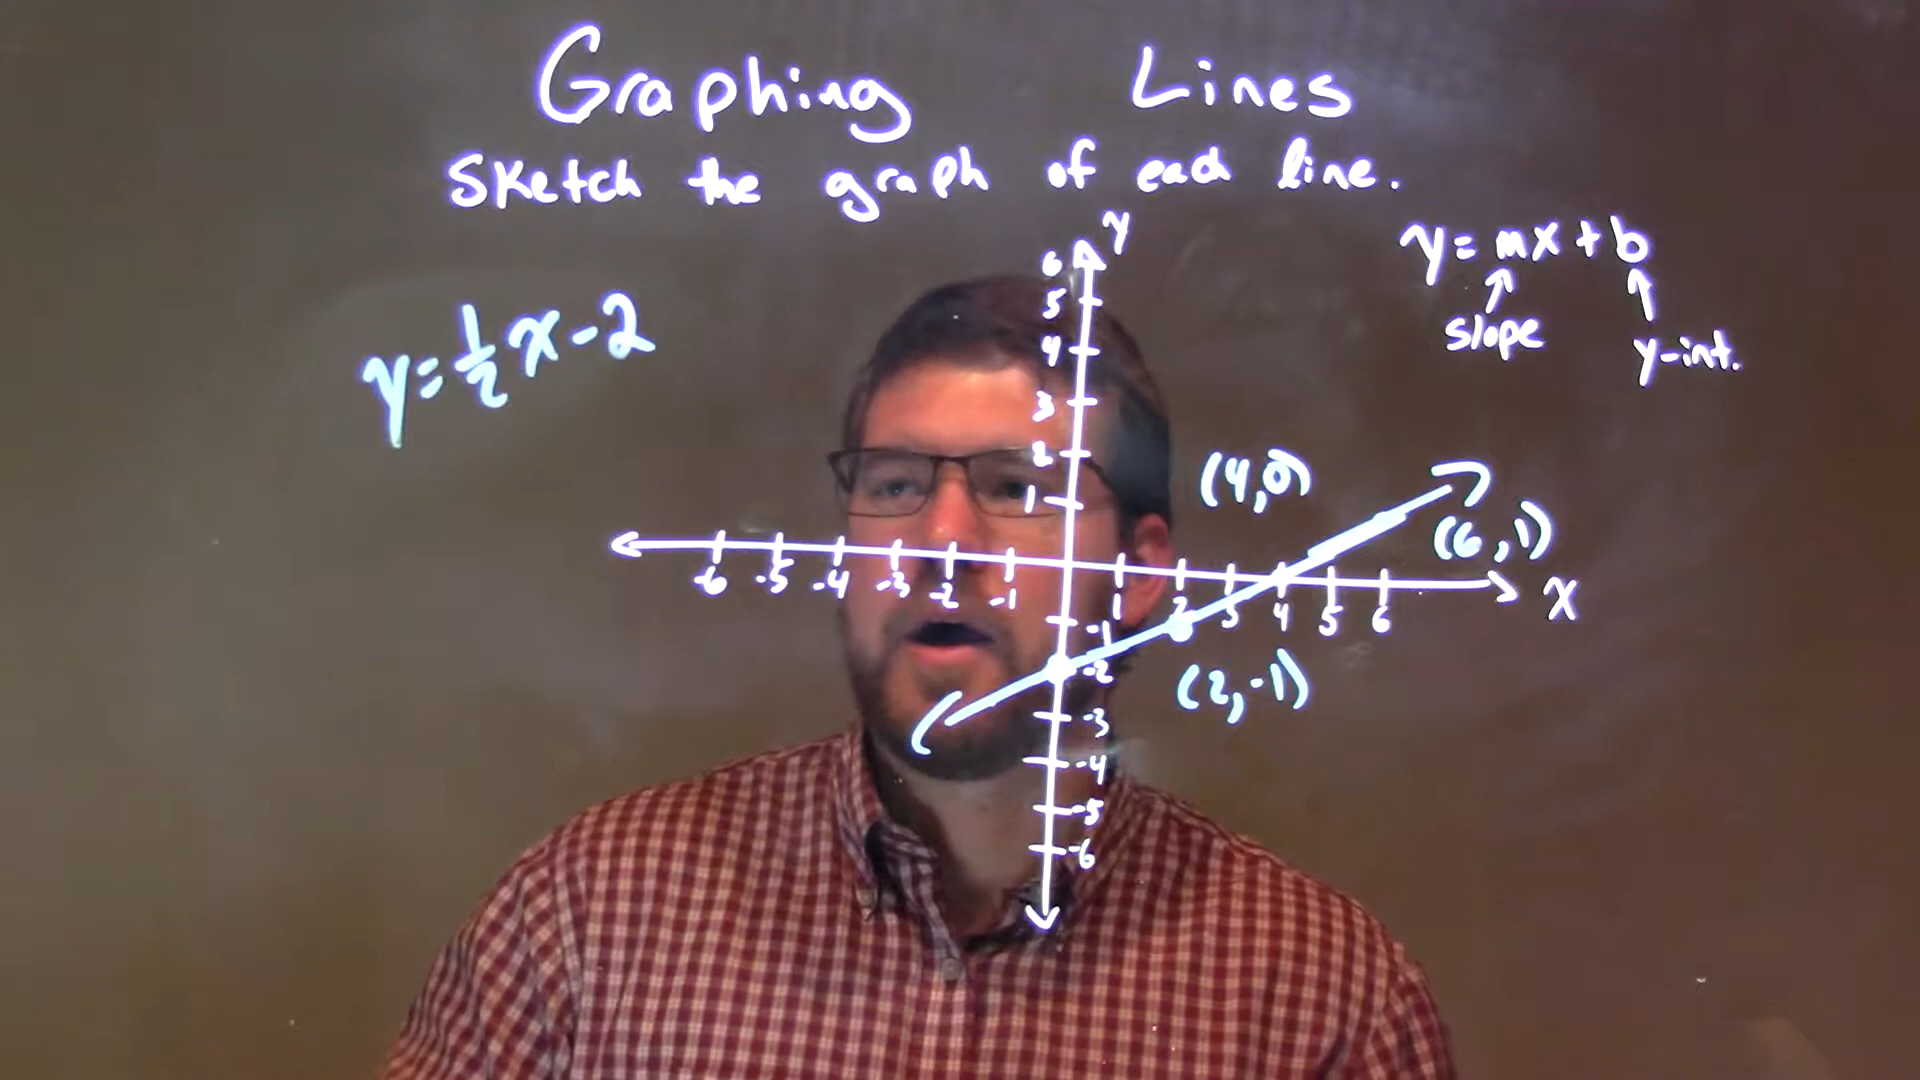 Graphing Lines
Sketch the graph of each line.
y = 1/2 x - 2
y = mx + b
slope
y-int.
y
6
5
4
3
2
1
(4,0)
(6,1)
-6 -5 -4 -3 -2 -1 1 2 3 4 5 6 x
-1
-2
(2,-1)
-3
-4
-5
-6